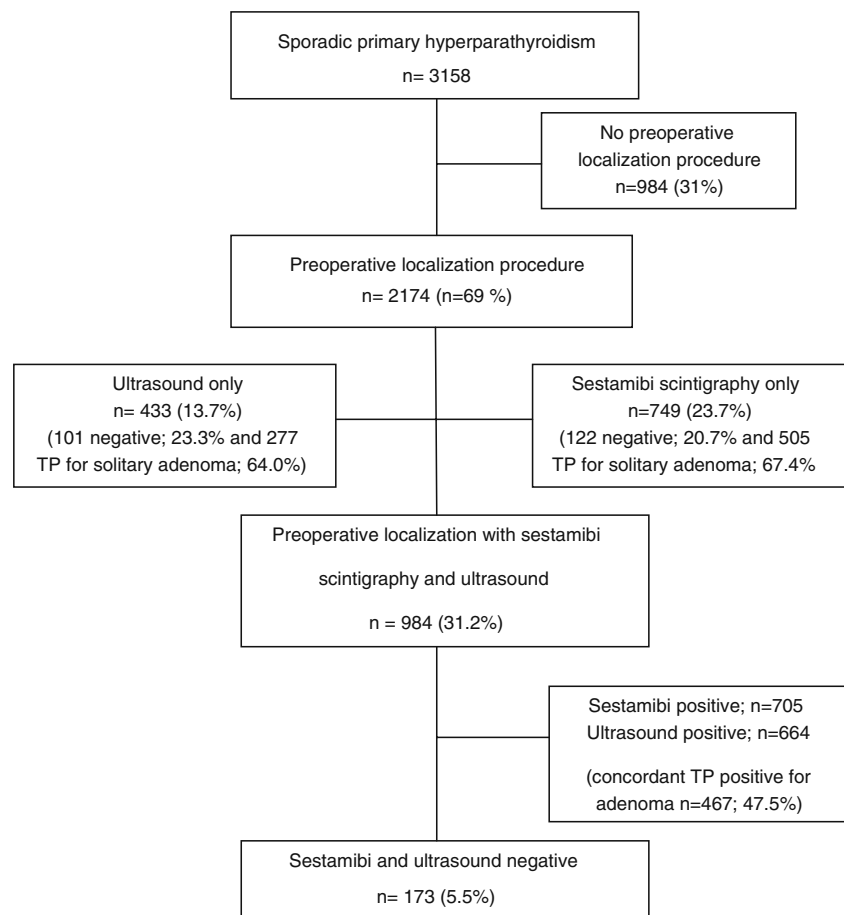 Sporadic primary hyperparathyroidism
n= 3158
No preoperative
localization procedure
n=984 (31%)
Preoperative localization procedure
n= 2174 (n=69 %)
Ultrasound only
n= 433 (13.7%)
(101 negative; 23.3% and 277
TP for solitary adenoma; 64.0%)
Sestamibi scintigraphy only
n=749 (23.7%)
(122 negative; 20.7% and 505
TP for solitary adenoma; 67.4%
Preoperative localization with sestamibi
scintigraphy and ultrasound
n = 984 (31.2%)
Sestamibi positive; n=705
Ultrasound positive; n=664
(concordant TP positive for
adenoma n=467; 47.5%)
Sestamibi and ultrasound negative
n= 173 (5.5%)